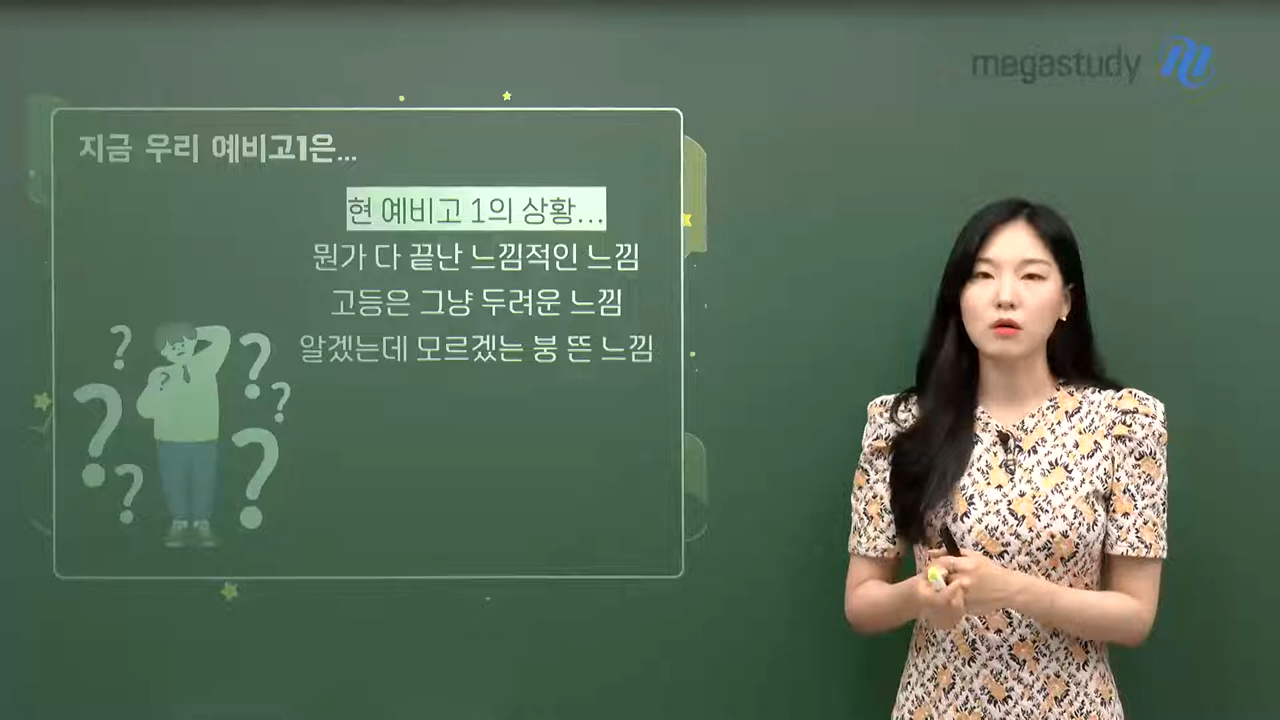 megastudy
지금 우리 예비고1은...
현 예비고 1의 상황...
뭔가 다 끝난 느낌적인 느낌
고등은 그냥 두려운 느낌
알겠는데 모르겠는 붕 뜬 느낌
? ? ? ? ? ? ?